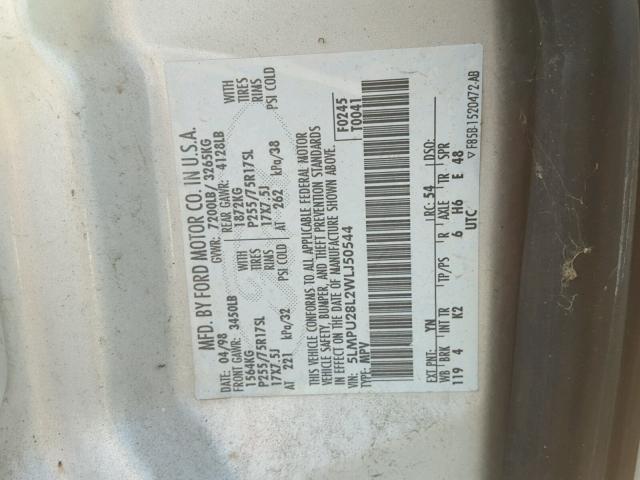 MFD. BY FORD MOTOR CO. IN U.S.A.
DATE: 04/98 GVWR: 7200LB/ 3265KG
FRONT GAWR: 3450LB REAR GAWR: 4128LB
1564KG WITH 1872KG WITH
P255/75R17SL TIRES P255/75R17SL TIRES
17X7.5J RIMS 17X7.5J RIMS
AT 221 kPa/32 PSI COLD AT 262 kPa/38 PSI COLD
THIS VEHICLE CONFORMS TO ALL APPLICABLE FEDERAL MOTOR
VEHICLE SAFETY, BUMPER, AND THEFT PREVENTION STANDARDS
IN EFFECT ON THE DATE OF MANUFACTURE SHOWN ABOVE.
VIN: 5LMPU28L2WLJ50544 F0245
TYPE: MPV T0041
EXT PNT: YN RC: 54 DSO:
WB BRK INT TR TP/PS R AXLE TR SPR
119 4 K2 6 H6 E 48
UTC
F85B-1520472-AB